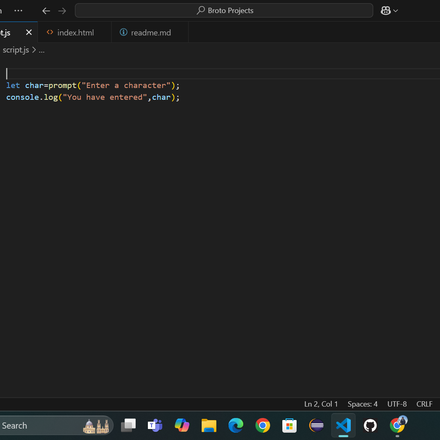 Broto Projects
t.js
index.html
readme.md
script.js > ...
let char=prompt("Enter a character");
console.log("You have entered",char);
Ln 2, Col 1 Spaces: 4 UTF-8 CRLF
Search